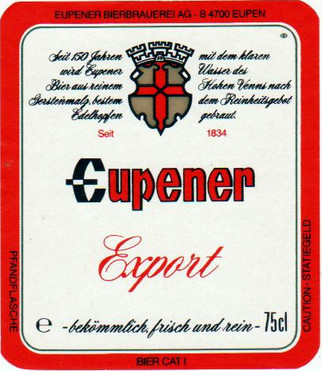 EUPENER BIERBRAUEREI AG - B 4700 EUPEN
®
Seit 150 Jahren
wird Eupener
Bier aus reinem
Gerstenmalz, bestem
Edelhopfen
mit dem klaren
Wasser des
Hohen Venns nach
dem Reinheitsgebot
gebraut.
Seit 1834
Eupener
Export
PFANDFLASCHE
CAUTION - STATIEGELD
e -bekömmlich, frisch und rein- 75cl
BIER CAT I